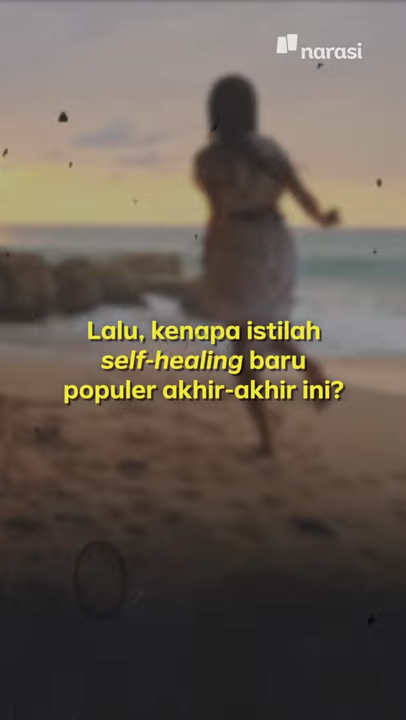 narasi
Lalu, kenapa istilah
self-healing baru
populer akhir-akhir ini?